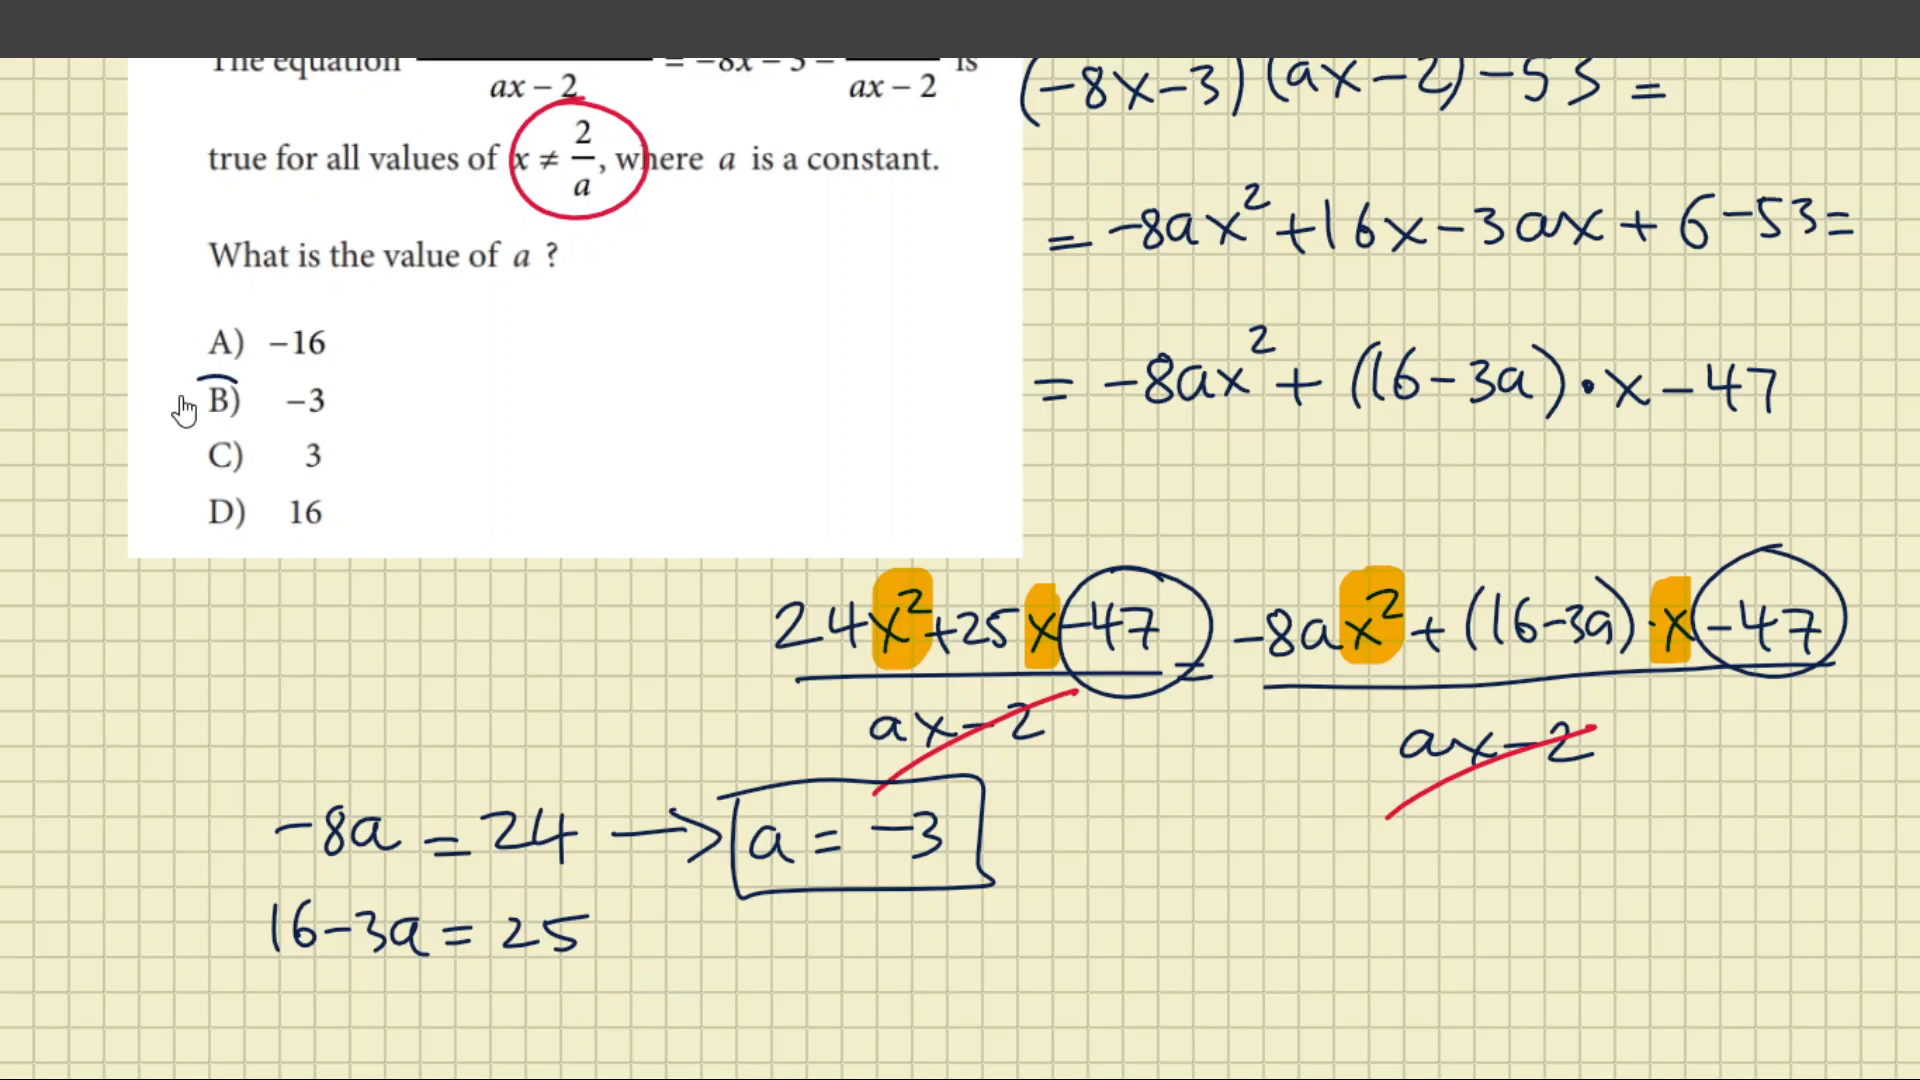 The equation = −8x − 3 − is
ax − 2 ax − 2
true for all values of x ≠ 2/a, where a is a constant.
What is the value of a ?
A) −16
B) −3
C) 3
D) 16
(-8x-3)(ax-2)-53=
=-8ax²+16x-3ax+6-53=
=-8ax²+(16-3a)·x-47
24x²+25x-47 = -8ax²+(16-3a)·x-47
ax-2 ax-2
-8a=24 → a=-3
16-3a=25